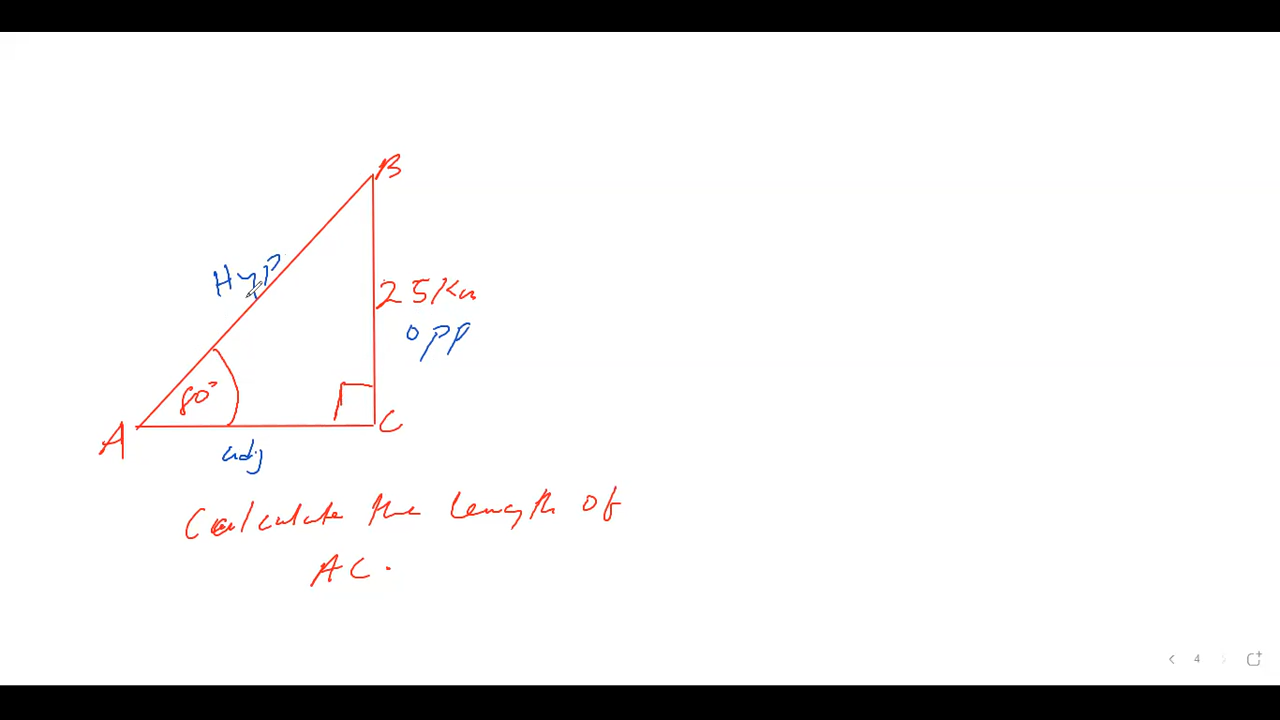 B
Hyp
25Km
opp
80°
A
C
adj
Calculate the length of
AC.
4